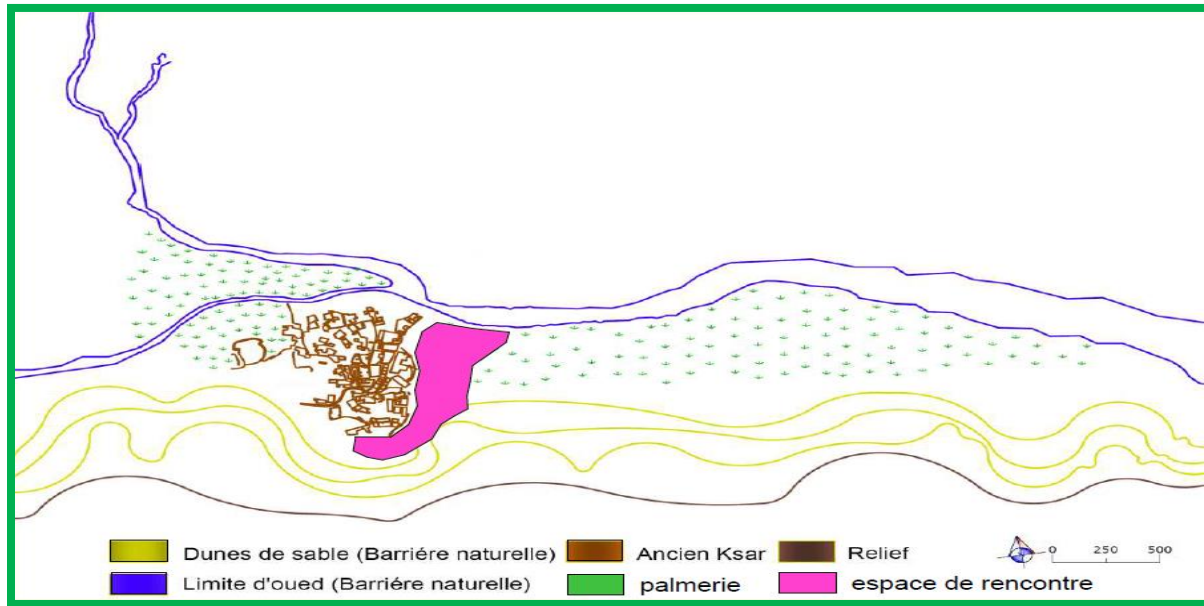 Dunes de sable (Barriére naturelle) Ancien Ksar Relief 0 250 500
Limite d'oued (Barriére naturelle) palmerie espace de rencontre